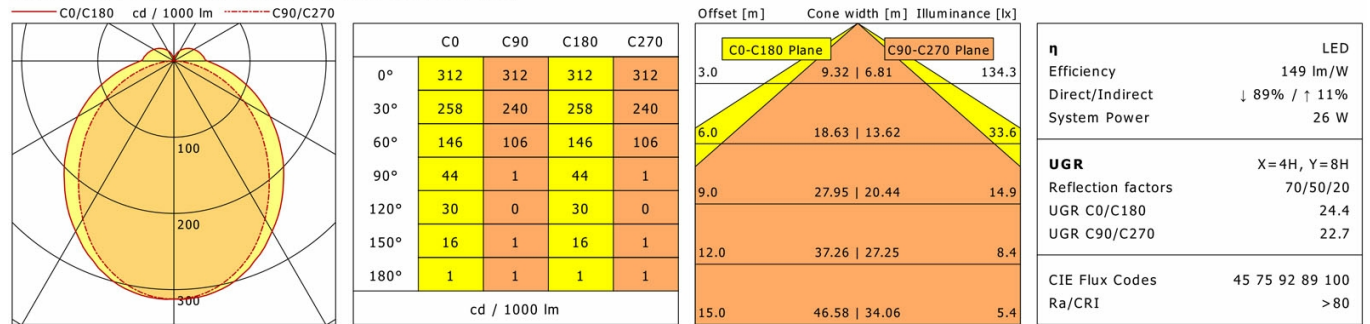 C0/C180 cd / 1000 lm C90/C270
100
200
300
C0 C90 C180 C270
0° 312 312 312 312
30° 258 240 258 240
60° 146 106 146 106
90° 44 1 44 1
120° 30 0 30 0
150° 16 1 16 1
180° 1 1 1 1
cd / 1000 lm
Offset [m] Cone width [m] Illuminance [lx]
C0-C180 Plane C90-C270 Plane
3.0 9.32 | 6.81 134.3
6.0 18.63 | 13.62 33.6
9.0 27.95 | 20.44 14.9
12.0 37.26 | 27.25 8.4
15.0 46.58 | 34.06 5.4
η LED
Efficiency 149 lm/W
Direct/Indirect ↓ 89% / ↑ 11%
System Power 26 W
UGR X=4H, Y=8H
Reflection factors 70/50/20
UGR C0/C180 24.4
UGR C90/C270 22.7
CIE Flux Codes 45 75 92 89 100
Ra/CRI >80